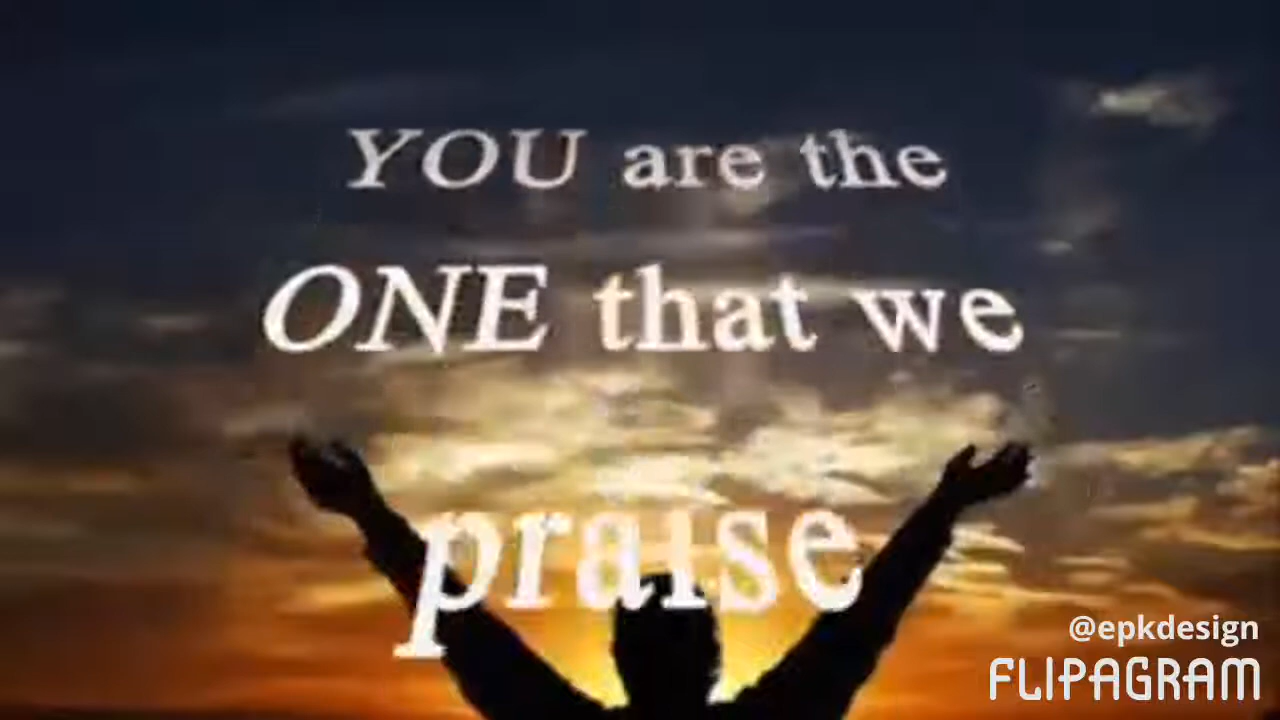 YOU are the
ONE that we
praise
@epkdesign
FLIPAGRAM